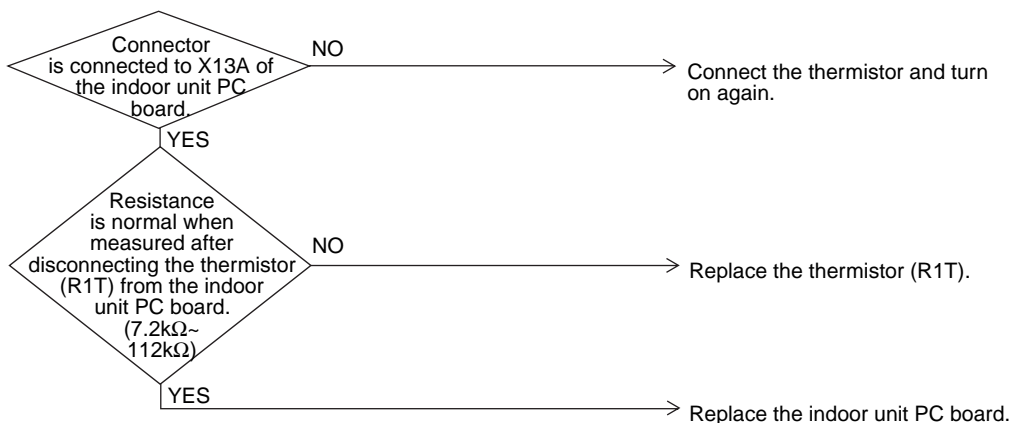 Connector
is connected to X13A of
the indoor unit PC
board.
NO
Connect the thermistor and turn
on again.
YES
Resistance
is normal when
measured after
disconnecting the thermistor
(R1T) from the indoor
unit PC board.
(7.2kΩ~
112kΩ)
NO
Replace the thermistor (R1T).
YES
Replace the indoor unit PC board.